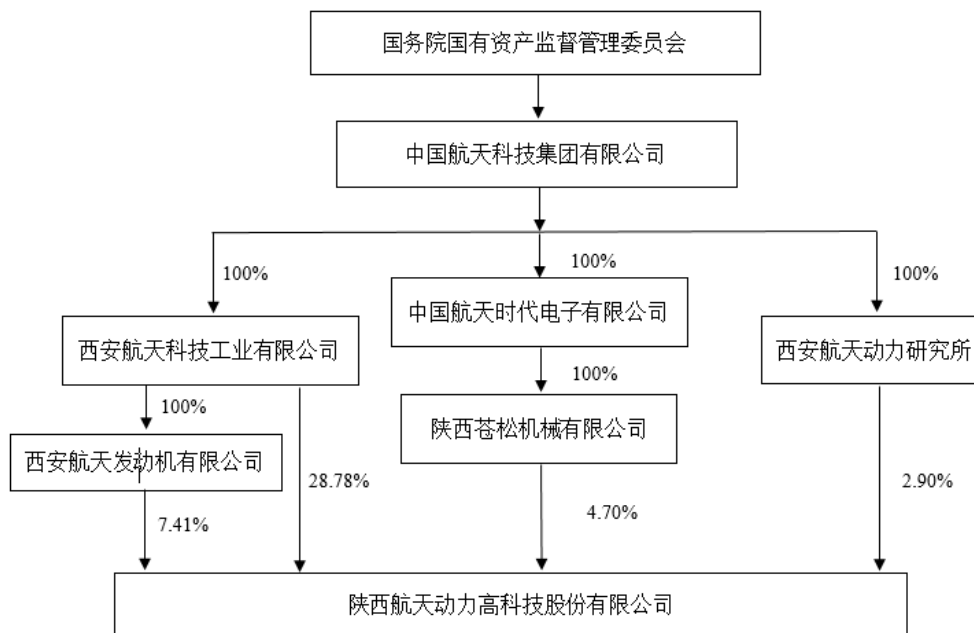 国务院国有资产监督管理委员会
中国航天科技集团有限公司
100%
100%
100%
西安航天科技工业有限公司
中国航天时代电子有限公司
西安航天动力研究所
100%
100%
西安航天发动机有限公司
陕西苍松机械有限公司
7.41%
28.78%
4.70%
2.90%
陕西航天动力高科技股份有限公司